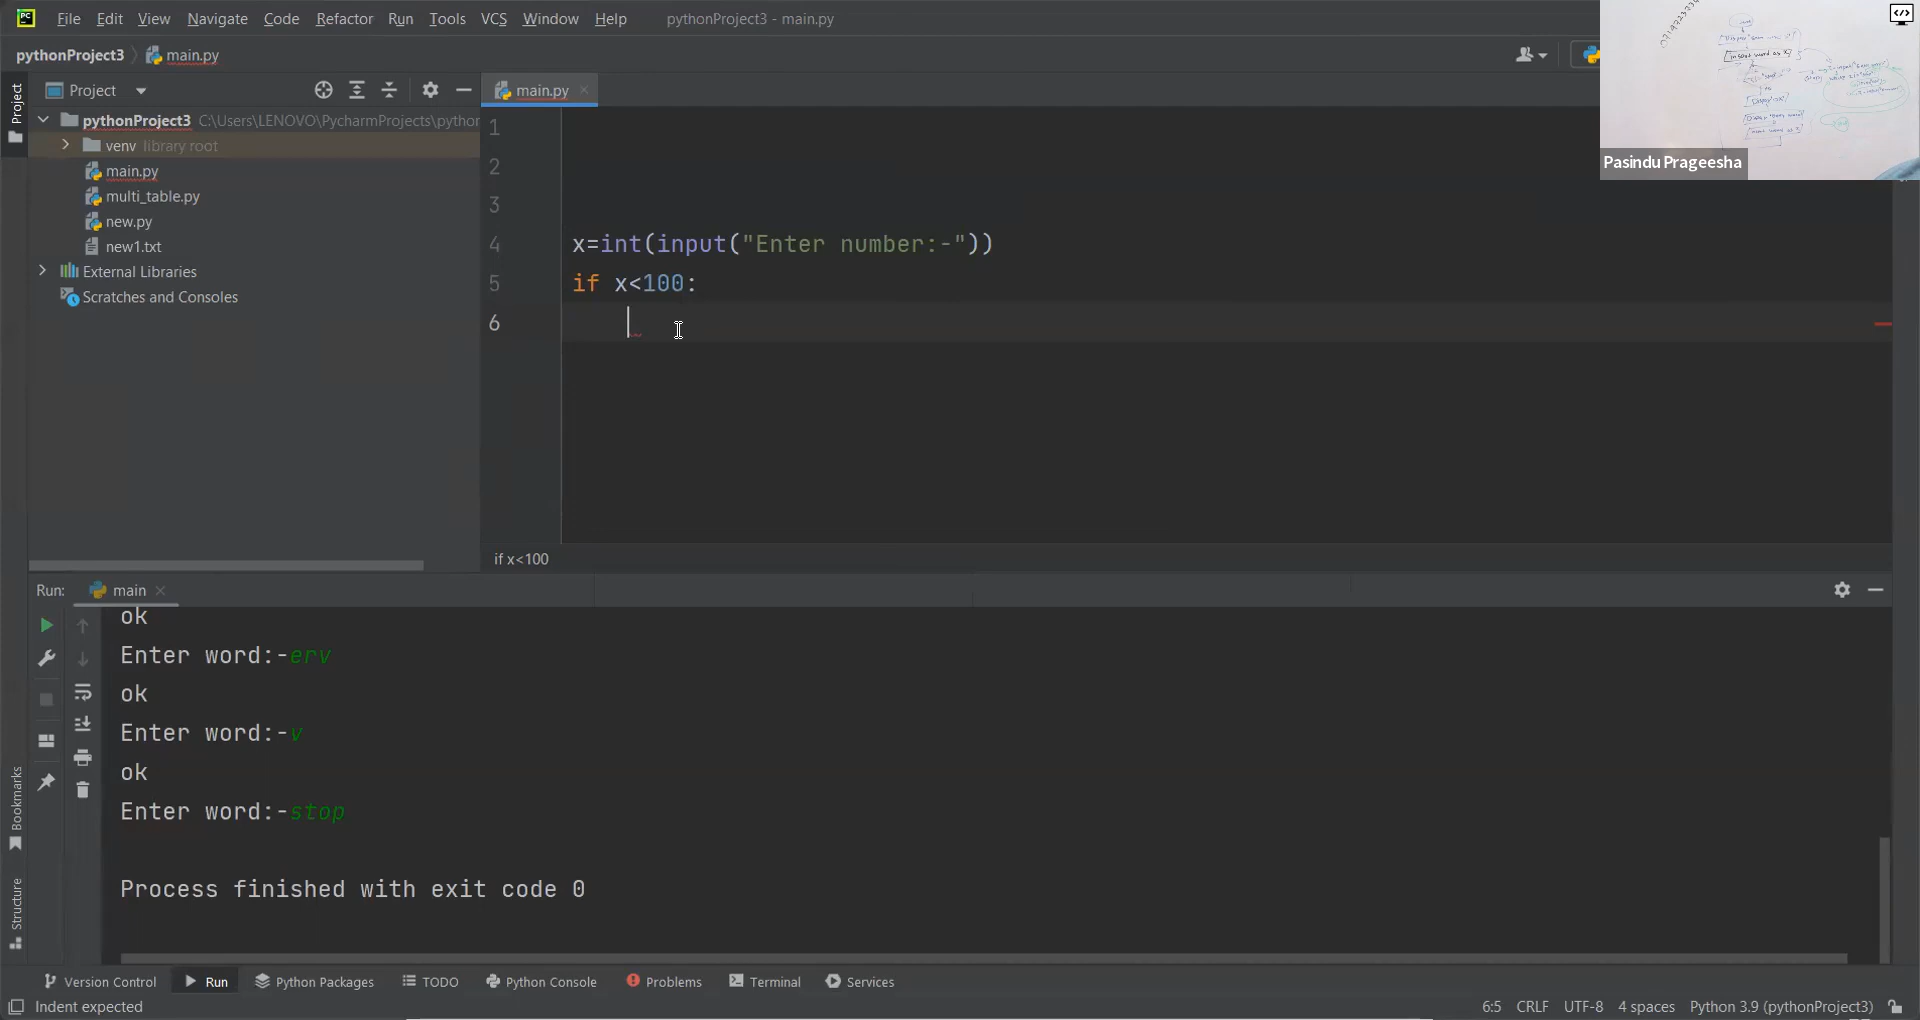 PC File Edit View Navigate Code Refactor Run Tools VCS Window Help pythonProject3 - main.py
pythonProject3 main.py
Project
Project
main.py
pythonProject3 C:\Users\LENOVO\PycharmProjects\python
venv library root
main.py
multi_table.py
new.py
new1.txt
External Libraries
Scratches and Consoles
1
2
3
4 x=int(input("Enter number:-"))
5 if x<100:
6
if x<100
Pasindu Prageesha
Run: main
ok
Enter word:-erv
ok
Enter word:-v
ok
Enter word:-stop
Process finished with exit code 0
Bookmarks
Structure
Version Control Run Python Packages TODO Python Console Problems Terminal Services
Indent expected 6:5 CRLF UTF-8 4 spaces Python 3.9 (pythonProject3)